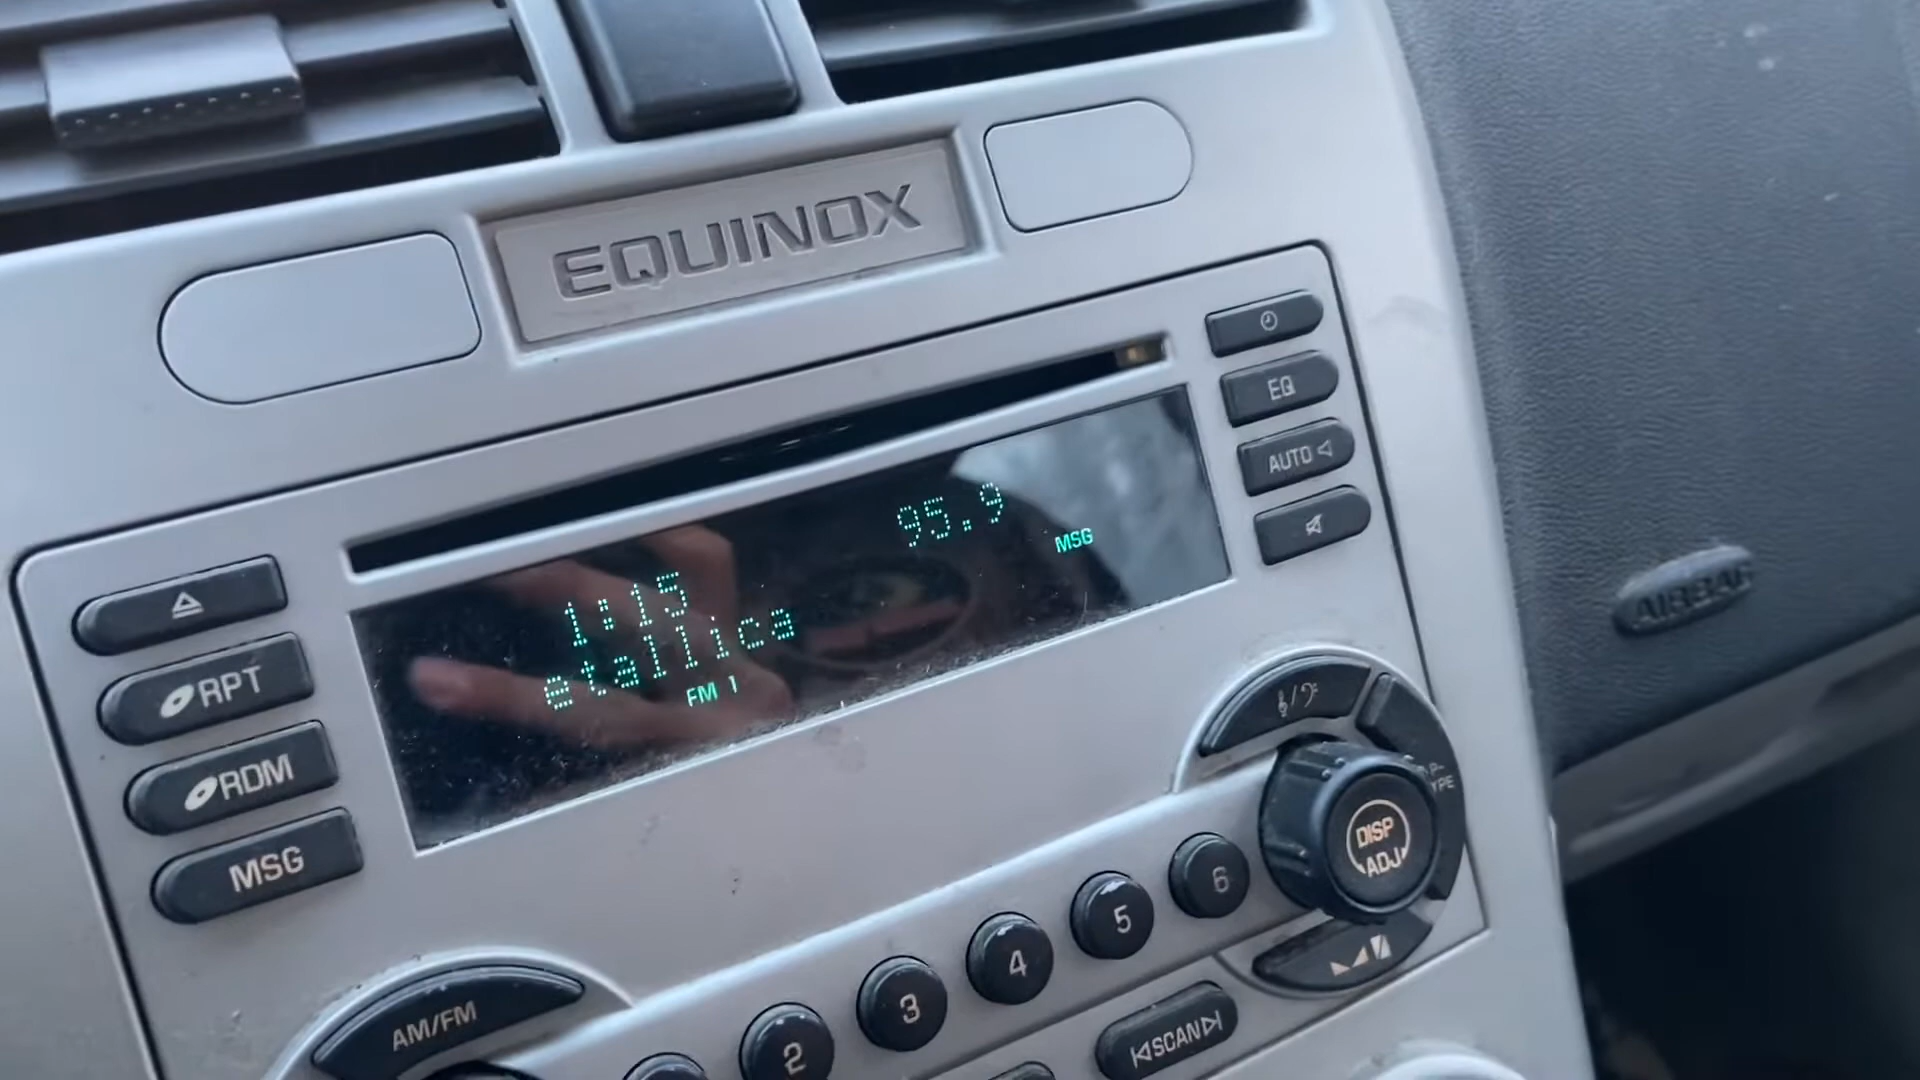 EQUINOX
EQ
AUTO
95.9
MSG
1:15
etallica
FM 1
RPT
RDM
MSG
DISP
ADJ
6
5
4
3
2
AM/FM
SCAN
AIRBAG